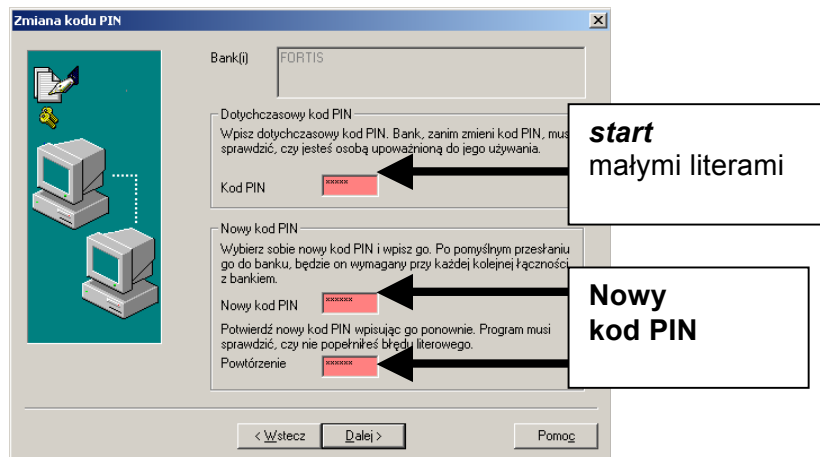 Zmiana kodu PIN
Bank(i)
FORTIS
Dotychczasowy kod PIN
Wpisz dotychczasowy kod PIN. Bank, zanim zmieni kod PIN, mus
sprawdzić, czy jesteś osobą upoważnioną do jego używania.
Kod PIN
*****
start
małymi literami
Nowy kod PIN
Wybierz sobie nowy kod PIN i wpisz go. Po pomyślnym przesłaniu
go do banku, będzie on wymagany przy każdej kolejnej łączności
z bankiem.
Nowy kod PIN
******
Potwierdź nowy kod PIN wpisując go ponownie. Program musi
sprawdzić, czy nie popełniłeś błędu literowego.
Powtórzenie
******
Nowy
kod PIN
< Wstecz
Dalej >
Pomoc